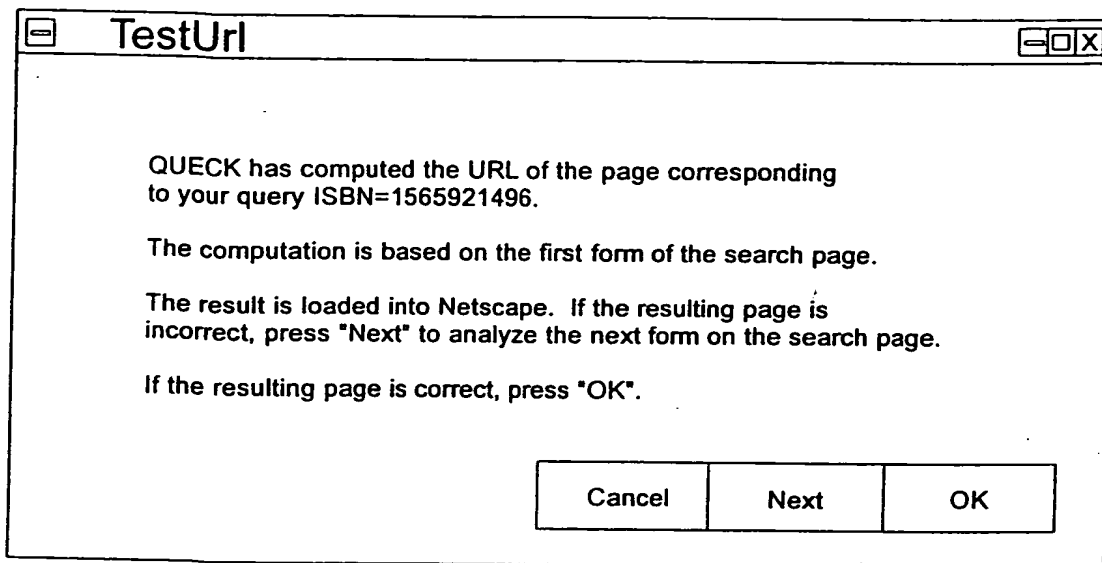 TestUrl
QUECK has computed the URL of the page corresponding
to your query ISBN=1565921496.
The computation is based on the first form of the search page.
The result is loaded into Netscape. If the resulting page is
incorrect, press "Next" to analyze the next form on the search page.
If the resulting page is correct, press "OK".
Cancel Next OK